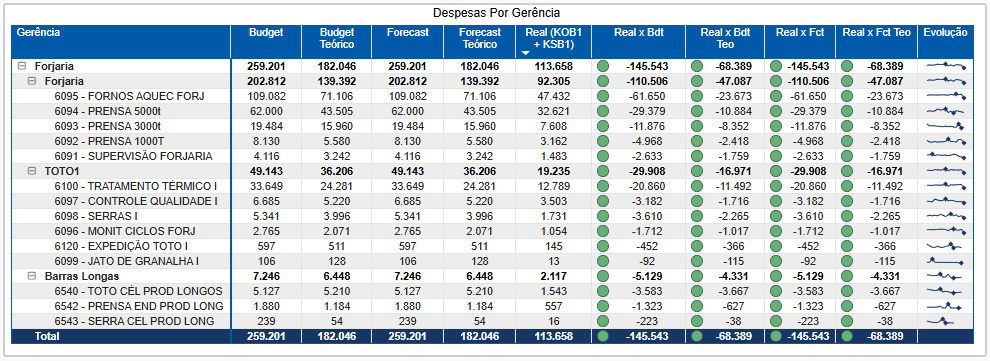 Despesas Por Gerência
Gerência Budget Budget Teórico Forecast Forecast Teórico Real (KOB1 + KSB1) Real x Bdt Real x Bdt Teo Real x Fct Real x Fct Teo Evolução
Forjaria 259.201 182.046 259.201 182.046 113.658 -145.543 -68.389 -145.543 -68.389
Forjaria 202.812 139.392 202.812 139.392 92.305 -110.506 -47.087 -110.506 -47.087
6095 - FORNOS AQUEC FORJ 109.082 71.106 109.082 71.106 47.432 -61.650 -23.673 -61.650 -23.673
6094 - PRENSA 5000t 62.000 43.505 62.000 43.505 32.621 -29.379 -10.884 -29.379 -10.884
6093 - PRENSA 3000t 19.484 15.960 19.484 15.960 7.608 -11.876 -8.352 -11.876 -8.352
6092 - PRENSA 1000T 8.130 5.580 8.130 5.580 3.162 -4.968 -2.418 -4.968 -2.418
6091 - SUPERVISÃO FORJARIA 4.116 3.242 4.116 3.242 1.483 -2.633 -1.759 -2.633 -1.759
TOTO1 49.143 36.206 49.143 36.206 19.235 -29.908 -16.971 -29.908 -16.971
6100 - TRATAMENTO TÉRMICO I 33.649 24.281 33.649 24.281 12.789 -20.860 -11.492 -20.860 -11.492
6097 - CONTROLE QUALIDADE I 6.685 5.220 6.685 5.220 3.503 -3.182 -1.716 -3.182 -1.716
6098 - SERRAS I 5.341 3.996 5.341 3.996 1.731 -3.610 -2.265 -3.610 -2.265
6096 - MONIT CICLOS FORJ 2.765 2.071 2.765 2.071 1.054 -1.712 -1.017 -1.712 -1.017
6120 - EXPEDIÇÃO TOTO I 597 511 597 511 145 -452 -366 -452 -366
6099 - JATO DE GRANALHA I 106 128 106 128 13 -92 -115 -92 -115
Barras Longas 7.246 6.448 7.246 6.448 2.117 -5.129 -4.331 -5.129 -4.331
6540 - TOTO CÉL PROD LONGOS 5.127 5.210 5.127 5.210 1.543 -3.583 -3.667 -3.583 -3.667
6542 - PRENSA END PROD LONG 1.880 1.184 1.880 1.184 557 -1.323 -627 -1.323 -627
6543 - SERRA CEL PROD LONG 239 54 239 54 16 -223 -38 -223 -38
Total 259.201 182.046 259.201 182.046 113.658 -145.543 -68.389 -145.543 -68.389